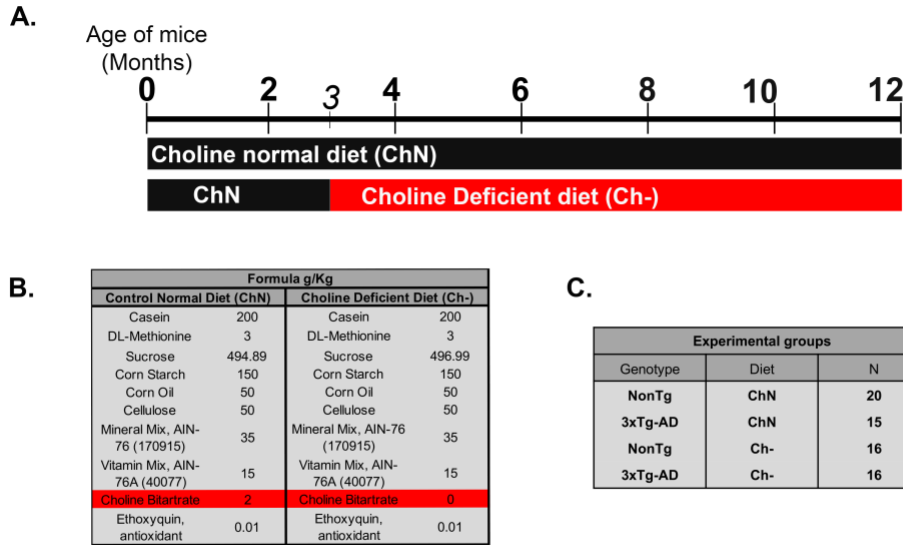 A.
Age of mice
(Months)
0 2 3 4 6 8 10 12
Choline normal diet (ChN)
ChN Choline Deficient diet (Ch-)
B.
Formula g/Kg
Control Normal Diet (ChN) Choline Deficient Diet (Ch-)
Casein 200 Casein 200
DL-Methionine 3 DL-Methionine 3
Sucrose 494.89 Sucrose 496.99
Corn Starch 150 Corn Starch 150
Corn Oil 50 Corn Oil 50
Cellulose 50 Cellulose 50
Mineral Mix, AIN-
76 (170915) 35 Mineral Mix, AIN-76
(170915) 35
Vitamin Mix, AIN-
76A (40077) 15 Vitamin Mix, AIN-
76A (40077) 15
Choline Bitartrate 2 Choline Bitartrate 0
Ethoxyquin,
antioxidant 0.01 Ethoxyquin,
antioxidant 0.01
C.
Experimental groups
Genotype Diet N
NonTg ChN 20
3xTg-AD ChN 15
NonTg Ch- 16
3xTg-AD Ch- 16